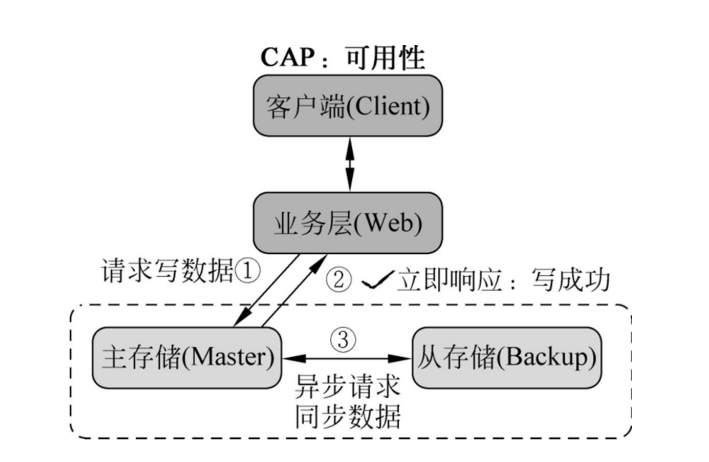 CAP：可用性
客户端(Client)
业务层(Web)
请求写数据①
② 立即响应：写成功
主存储(Master)
③
从存储(Backup)
异步请求
同步数据